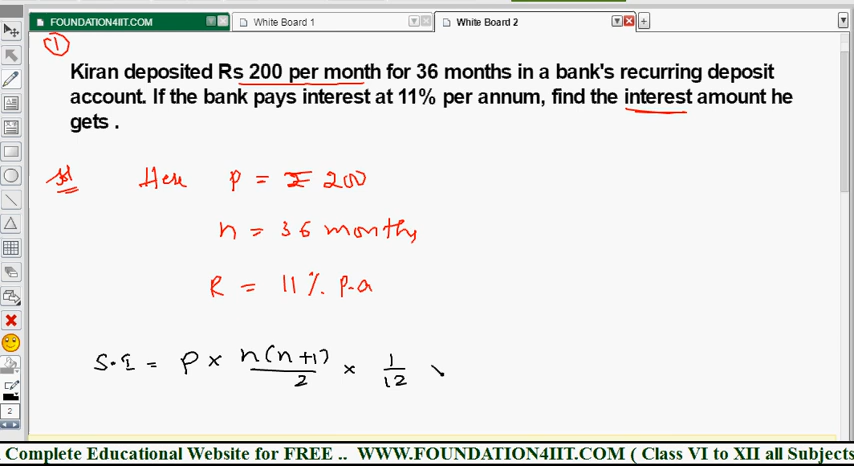 FOUNDATION4IIT.COM White Board 1 White Board 2
1
Kiran deposited Rs 200 per month for 36 months in a bank's recurring deposit
account. If the bank pays interest at 11% per annum, find the interest amount he
gets .
Sol Here P = ₹ 200
n = 36 months
R = 11% p.a
S.I = P × n(n+1)/2 × 1/12
2
Complete Educational Website for FREE .. WWW.FOUNDATION4IIT.COM ( Class VI to XII all Subjects